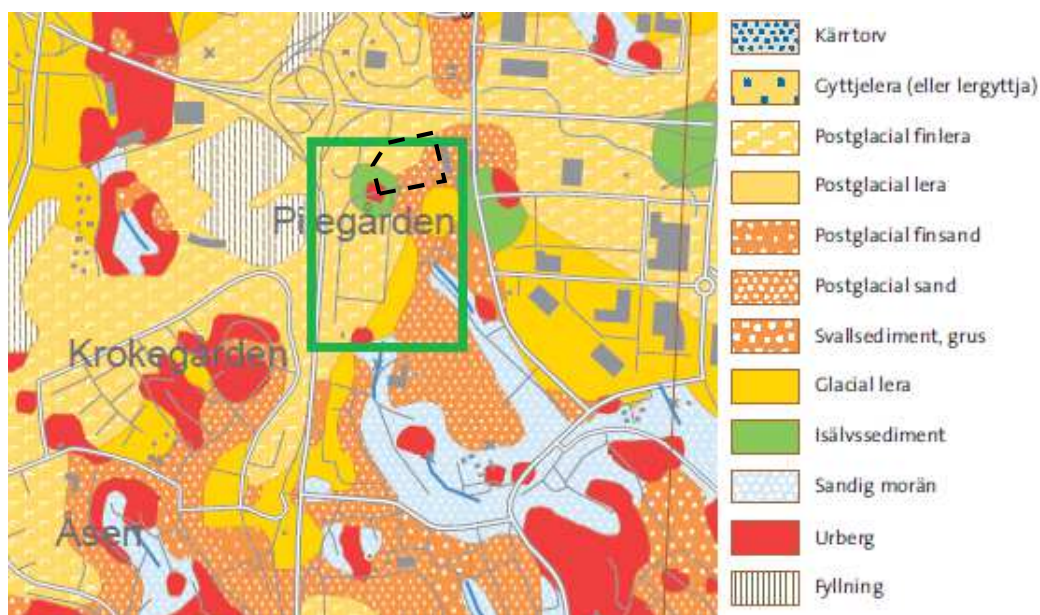 Pilegården
Krokegården
Åsen
Kärrtorv
Gyttjelera (eller lergyttja)
Postglacial finlera
Postglacial lera
Postglacial finsand
Postglacial sand
Svallsediment, grus
Glacial lera
Isälvssediment
Sandig morän
Urberg
Fyllning